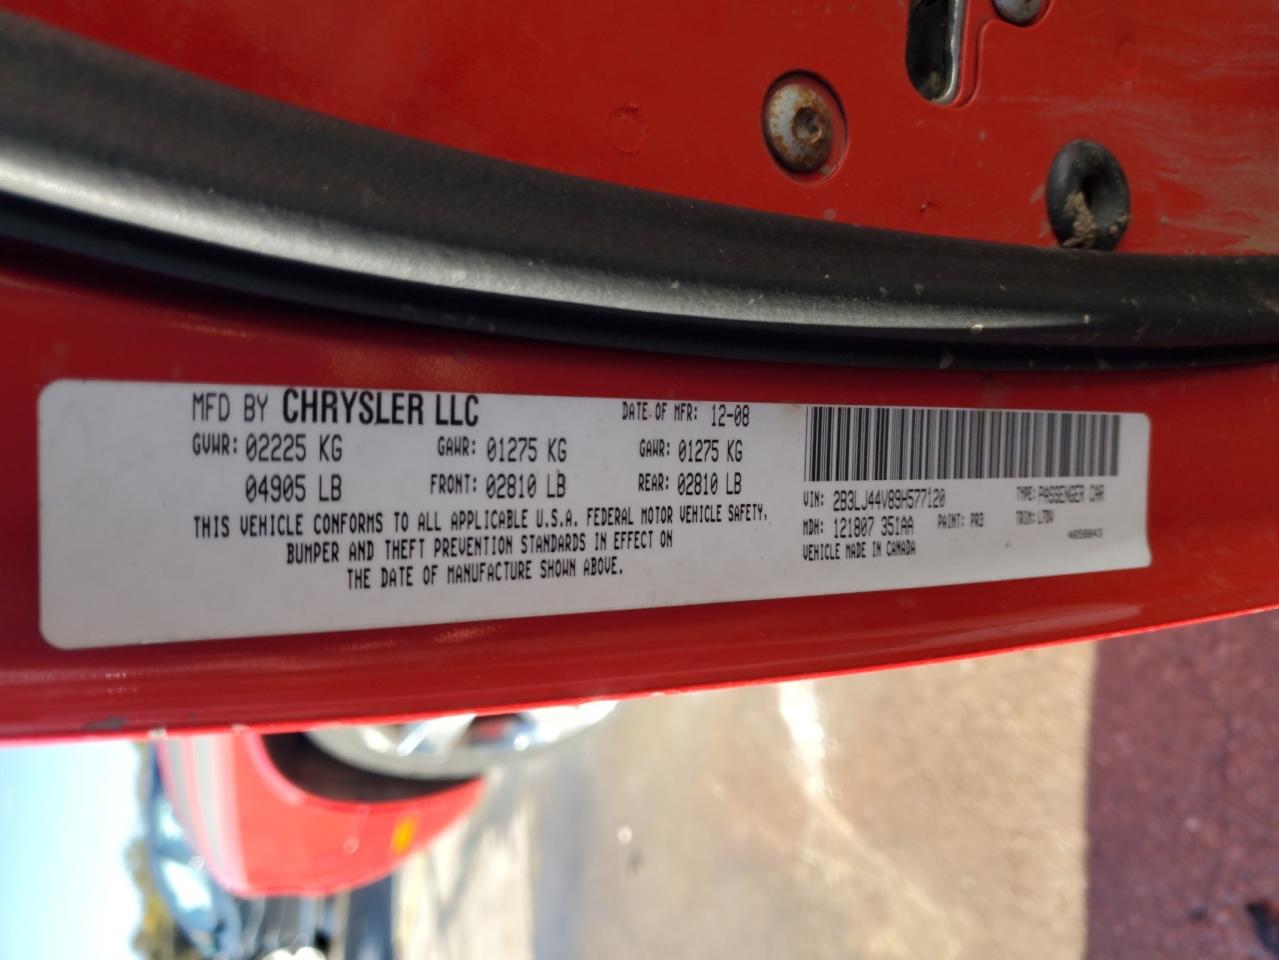 MFD BY CHRYSLER LLC DATE OF MFR: 12-08
GVWR: 02225 KG GAWR: 01275 KG GAWR: 01275 KG
04905 LB FRONT: 02810 LB REAR: 02810 LB
THIS VEHICLE CONFORMS TO ALL APPLICABLE U.S.A. FEDERAL MOTOR VEHICLE SAFETY,
BUMPER AND THEFT PREVENTION STANDARDS IN EFFECT ON
THE DATE OF MANUFACTURE SHOWN ABOVE.
VIN: 2B3LJ44V89H577120 TYPE: PASSENGER CAR
MDH: 121807 351AA PAINT: PR3 TRIM:
VEHICLE MADE IN CANADA